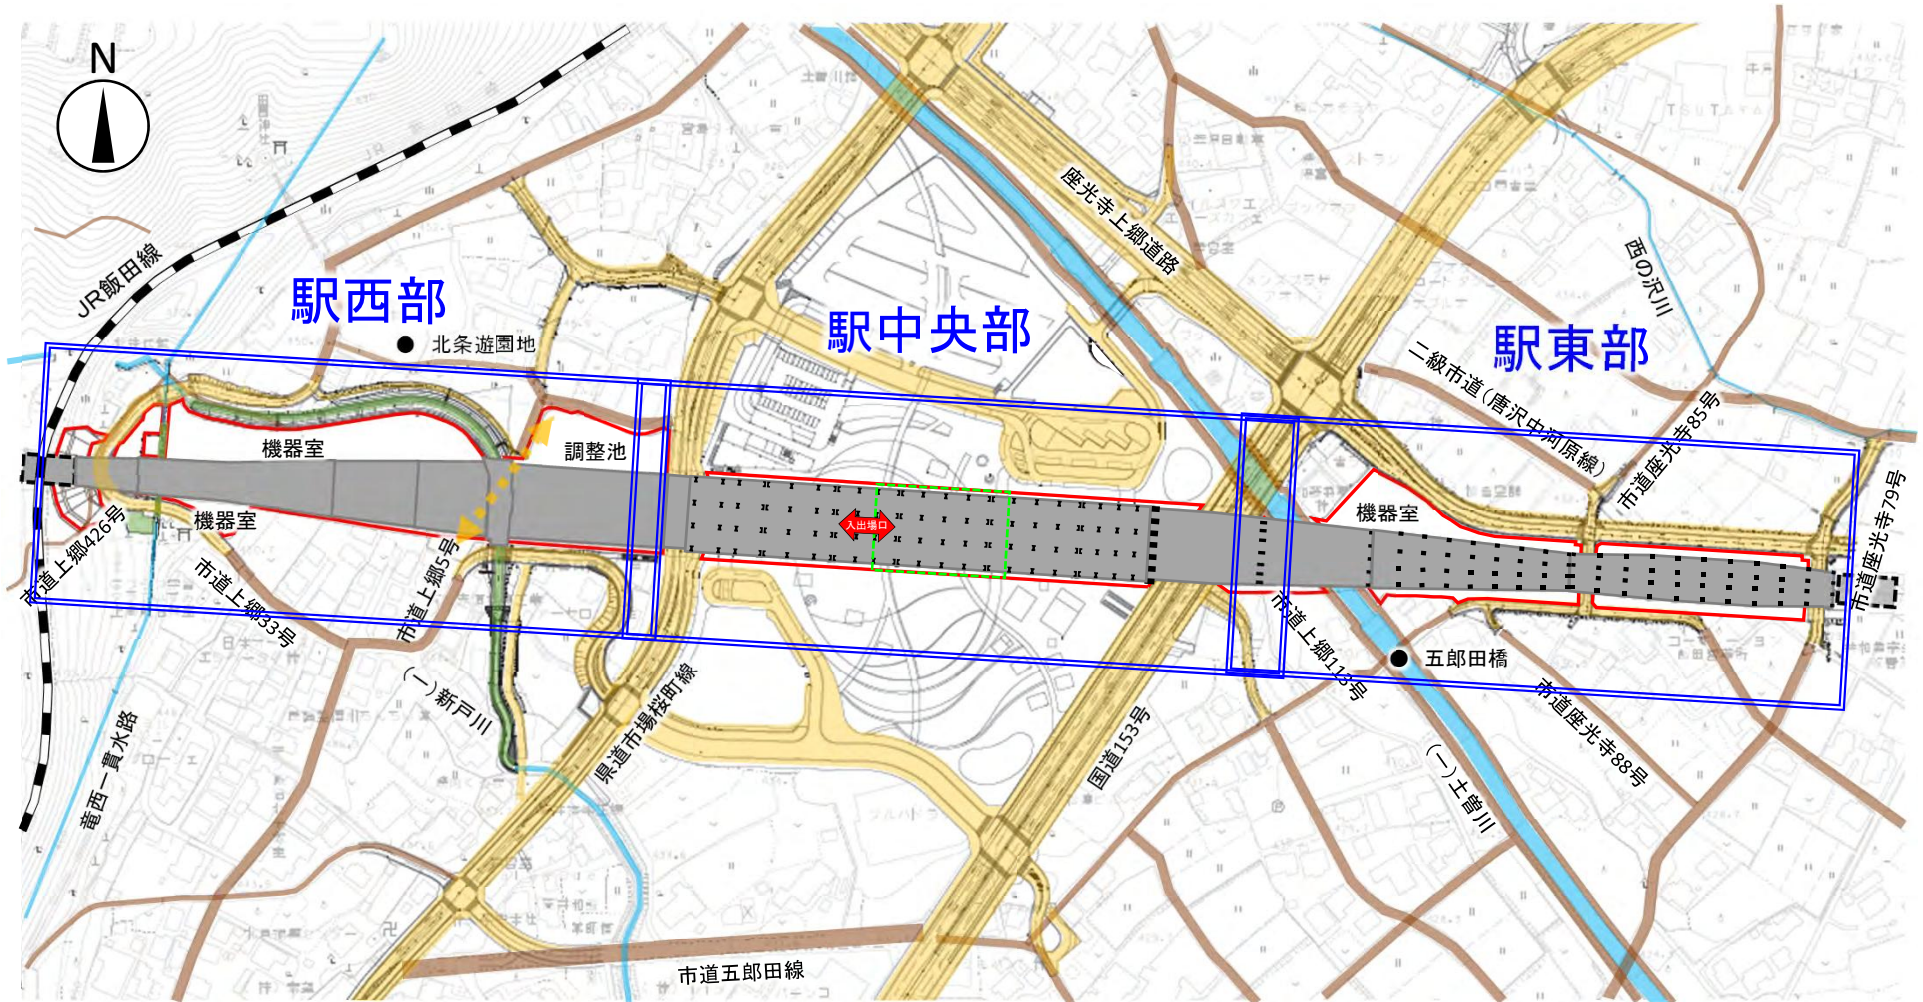 N
JR飯田線
駅西部
北条遊園地
駅中央部
座光寺上郷道路
駅東部
西の沢川
二級市道(唐沢中河原線)
市道座光寺85号
市道座光寺79号
機器室
調整池
機器室
入出場口
機器室
市道上郷426号
市道上郷33号
市道上郷5号
(一)新戸川
県道市場桜町線
国道153号
市道上郷113号
五郎田橋
市道座光寺88号
(一)土曽川
竜西一貫水路
市道五郎田線